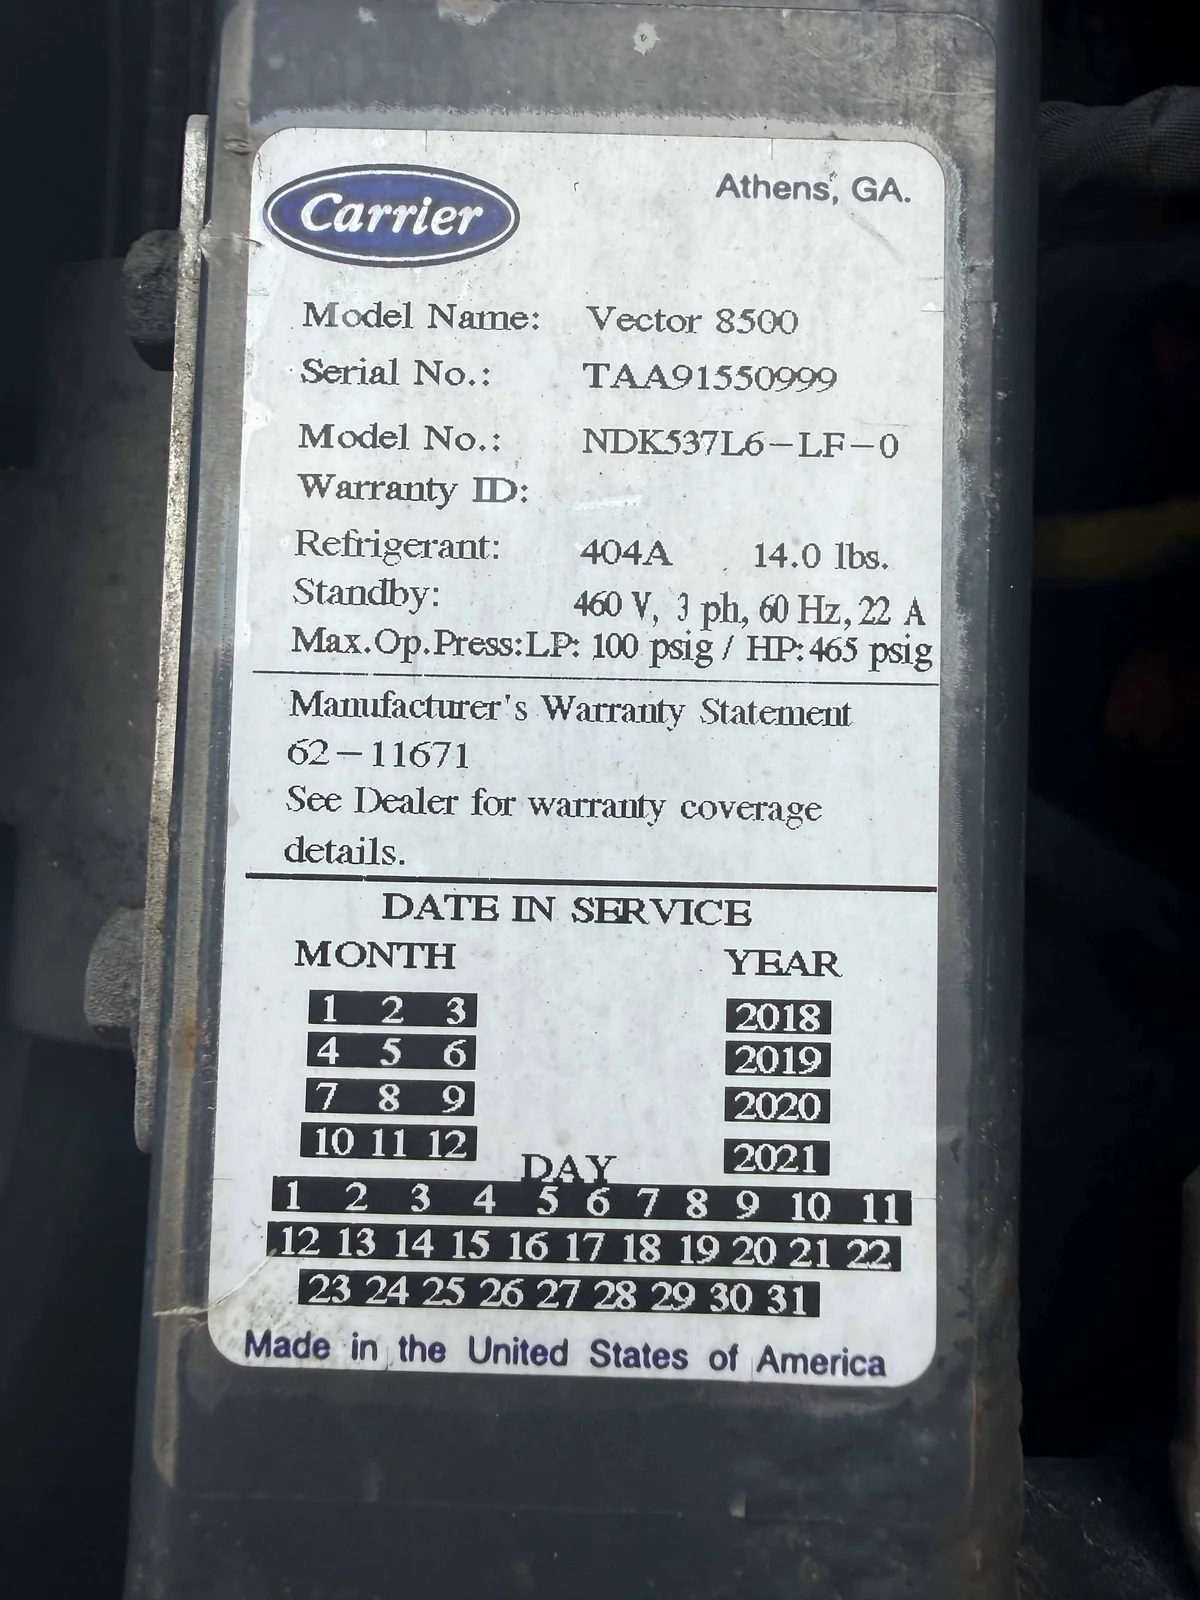 Carrier
Athens, GA.
Model Name: Vector 8500
Serial No.: TAA91550999
Model No.: NDK537L6-LF-0
Warranty ID:
Refrigerant: 404A 14.0 lbs.
Standby: 460 V, 3 ph, 60 Hz, 22 A
Max.Op.Press:LP: 100 psig / HP:465 psig
Manufacturer's Warranty Statement
62-11671
See Dealer for warranty coverage
details.
DATE IN SERVICE
MONTH YEAR
1 2 3 2018
4 5 6 2019
7 8 9 2020
10 11 12 2021
DAY
1 2 3 4 5 6 7 8 9 10 11
12 13 14 15 16 17 18 19 20 21 22
23 24 25 26 27 28 29 30 31
Made in the United States of America